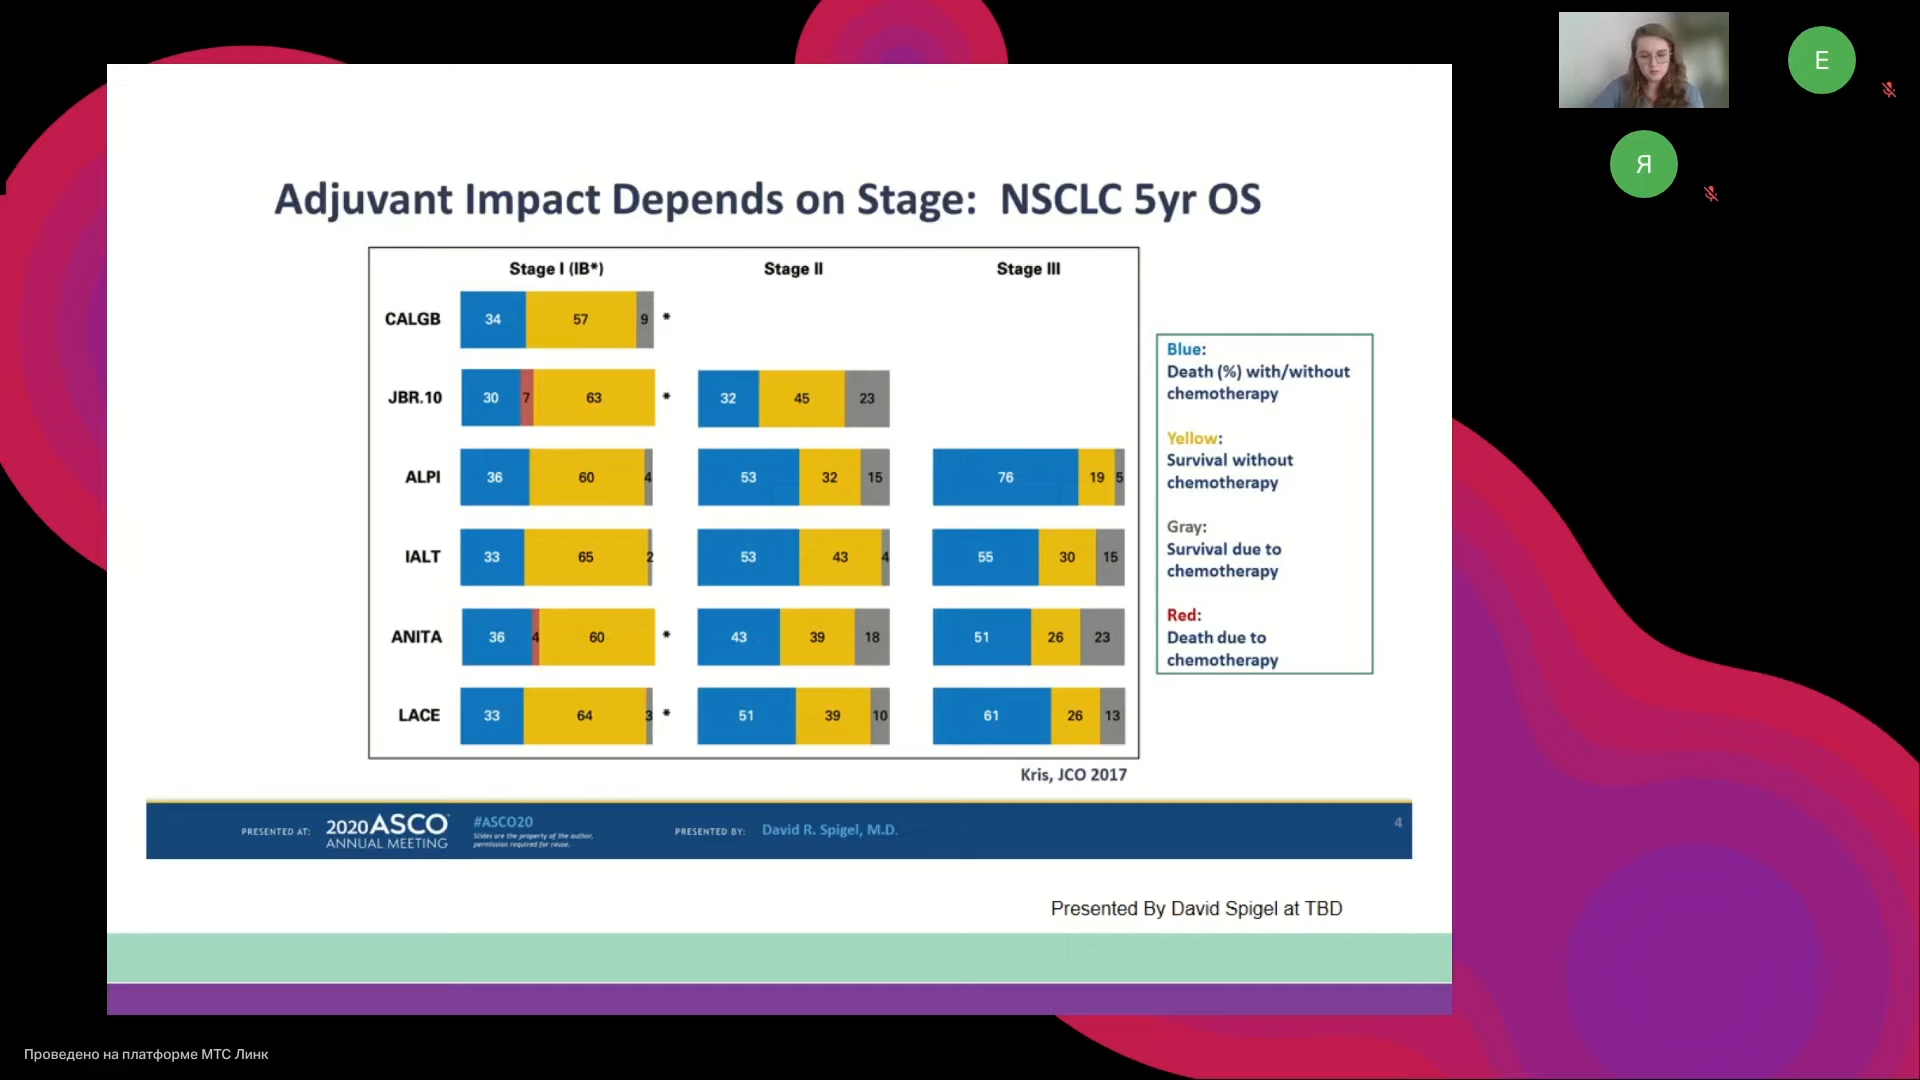 E
Я
Adjuvant Impact Depends on Stage: NSCLC 5yr OS
Stage I (IB*) Stage II Stage III
CALGB 34 57 9 *
JBR.10 30 7 63 * 32 45 23
ALPI 36 60 4 53 32 15 76 19 5
IALT 33 65 2 53 43 4 55 30 15
ANITA 36 4 60 * 43 39 18 51 26 23
LACE 33 64 3 * 51 39 10 61 26 13
Blue:
Death (%) with/without
chemotherapy
Yellow:
Survival without
chemotherapy
Gray:
Survival due to
chemotherapy
Red:
Death due to
chemotherapy
Kris, JCO 2017
PRESENTED AT: 2020 ASCO
ANNUAL MEETING
#ASCO20
Slides are the property of the author,
permission required for reuse.
PRESENTED BY: David R. Spigel, M.D.
4
Presented By David Spigel at TBD
Проведено на платформе МТС Линк